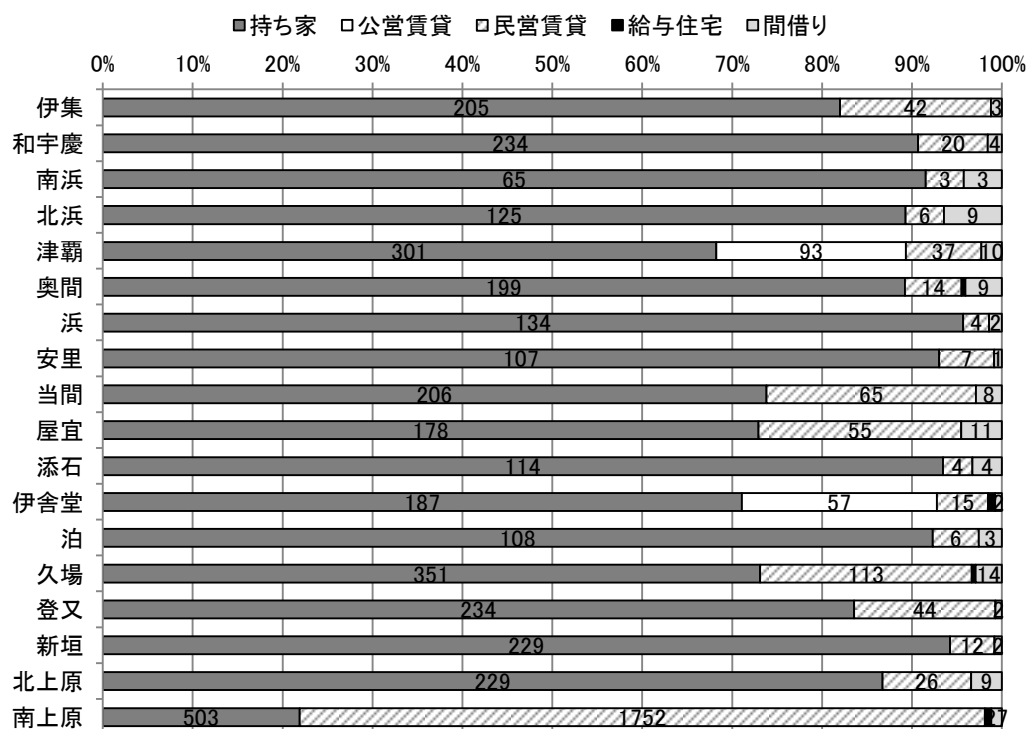 ■持ち家 □公営賃貸 民営賃貸 ■給与住宅 間借り
0% 10% 20% 30% 40% 50% 60% 70% 80% 90% 100%
伊集 205 42 3
和宇慶 234 20 4
南浜 65 3 3
北浜 125 6 9
津覇 301 93 37 10
奥間 199 14 9
浜 134 4 2
安里 107 7 1
当間 206 65 8
屋宜 178 55 11
添石 114 4 4
伊舎堂 187 57 15 2
泊 108 6 3
久場 351 113 14
登又 234 44 2
新垣 229 12 2
北上原 229 26 9
南上原 503 1752 27